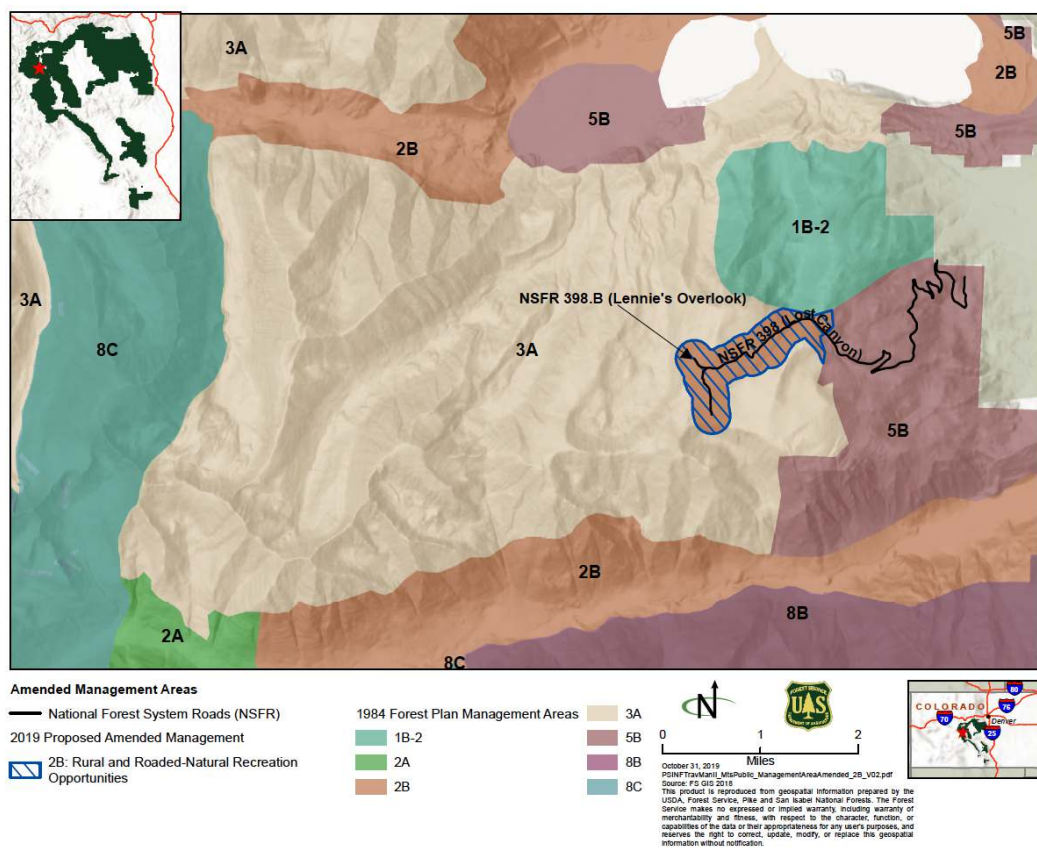 3A
5B
2B
5B
2B
5B
1B-2
3A
NSFR 398.B (Lennie's Overlook)
NSFR 398 (Lost Canyon)
8C
3A
5B
2B
8B
2A
8C
Amended Management Areas
National Forest System Roads (NSFR)
2019 Proposed Amended Management
2B: Rural and Roaded-Natural Recreation
Opportunities
1984 Forest Plan Management Areas
1B-2
2A
2B
3A
5B
8B
8C
N
FOREST SERVICE
U S
DEPARTMENT OF AGRICULTURE
0 1 2
Miles
October 31, 2019
PSINFTravManII_MtsPublic_ManagementAreaAmended_2B_V02.pdf
Source: FS GIS 2018
This product is reproduced from geospatial information prepared by the
USDA, Forest Service, Pike and San Isabel National Forests. The Forest
Service makes no expressed or implied warranty, including warranty of
merchantability and fitness, with respect to the character, function, or
capabilities of the data or their appropriateness for any user's purposes, and
reserves the right to correct, update, modify, or replace this geospatial
information without notification.
80
COLORADO
76
70
Denver
25